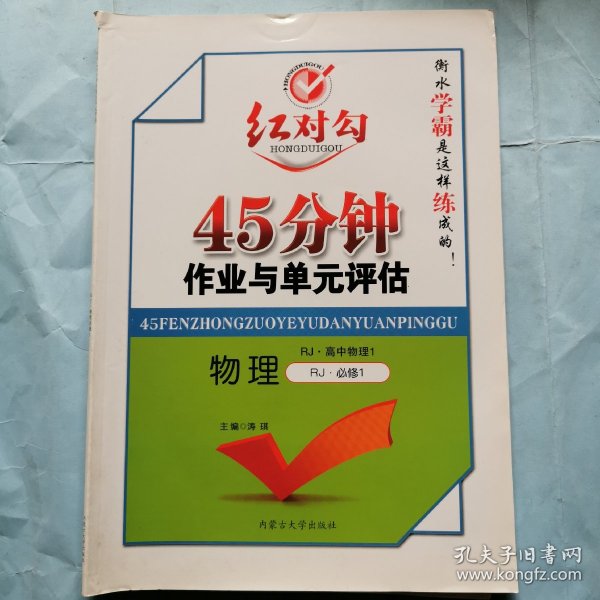 HONGDUIGOU
红对勾
HONGDUIGOU
衡水学霸是这样练成的!
45分钟
作业与单元评估
45FENZHONGZUOYEYUDANYUANPINGGU
物理
RJ·高中物理1
RJ·必修1
主编◎涛 琪
内蒙古大学出版社
孔夫子旧书网
www.kongfz.com